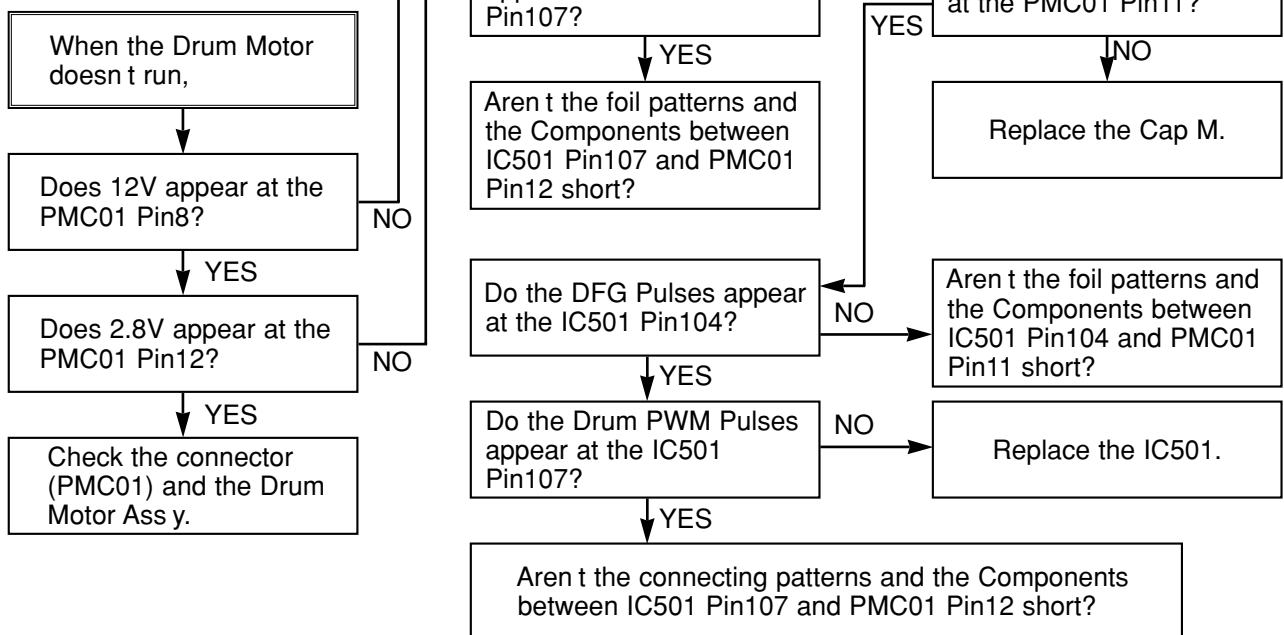 When the Drum Motor
doesn t run,
Does 12V appear at the
PMC01 Pin8?
NO
YES
Does 2.8V appear at the
PMC01 Pin12?
NO
YES
Check the connector
(PMC01) and the Drum
Motor Ass y.
Pin107?
YES
Aren t the foil patterns and
the Components between
IC501 Pin107 and PMC01
Pin12 short?
at the PMC01 Pin11?
YES
NO
Replace the Cap M.
Do the DFG Pulses appear
at the IC501 Pin104?
NO
Aren t the foil patterns and
the Components between
IC501 Pin104 and PMC01
Pin11 short?
YES
Do the Drum PWM Pulses
appear at the IC501
Pin107?
NO
Replace the IC501.
YES
Aren t the connecting patterns and the Components
between IC501 Pin107 and PMC01 Pin12 short?